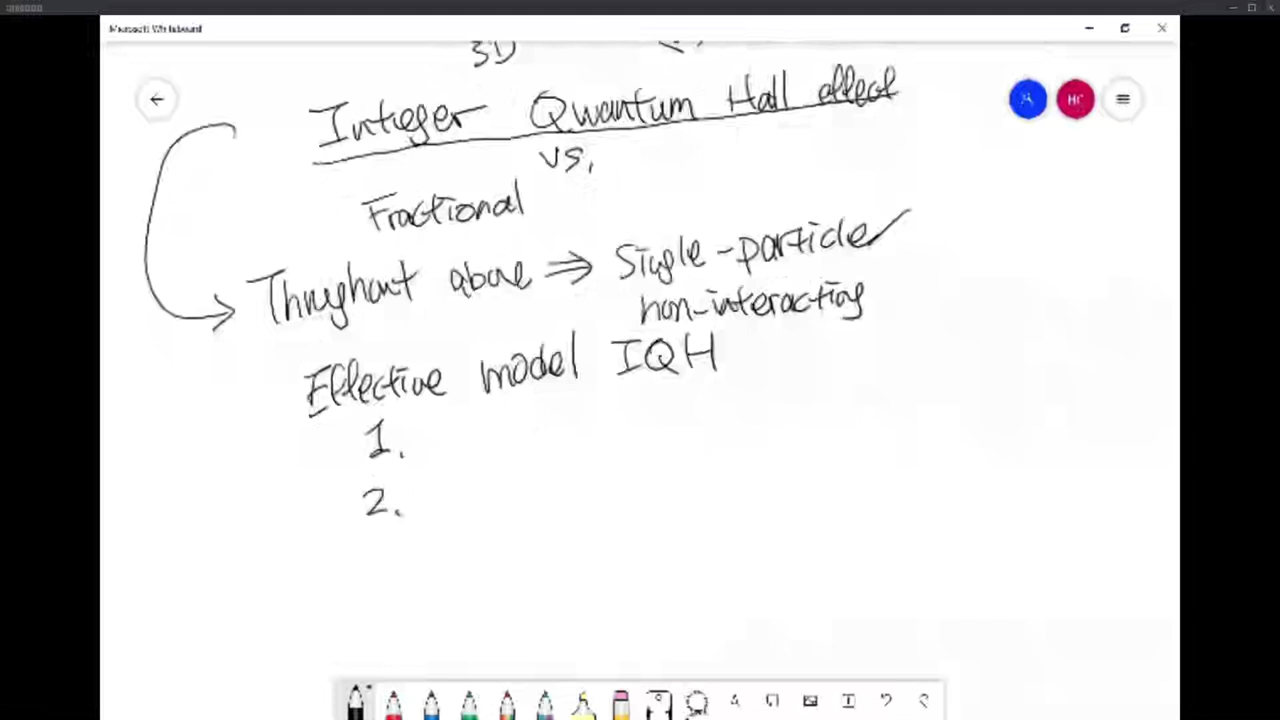 Microsoft Whiteboard
3D
Integer Quantum Hall effect
vs.
Fractional
Throughout above ⇒ Single-particle
non-interacting
Effective model IQH
1.
2.